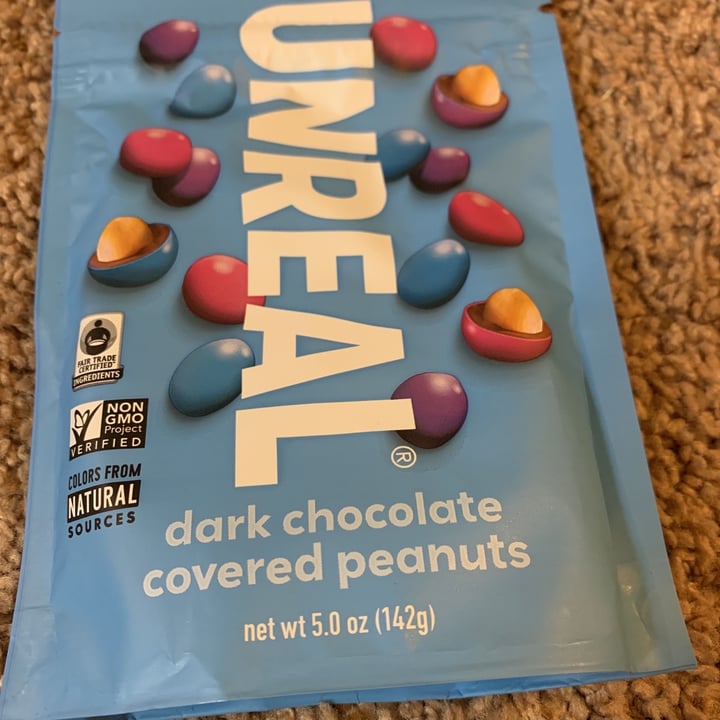 UNREAL®
FAIR TRADE
CERTIFIED™
INGREDIENTS
NON
GMO
Project
VERIFIED
COLORS FROM
NATURAL
SOURCES
dark chocolate
covered peanuts
net wt 5.0 oz (142g)